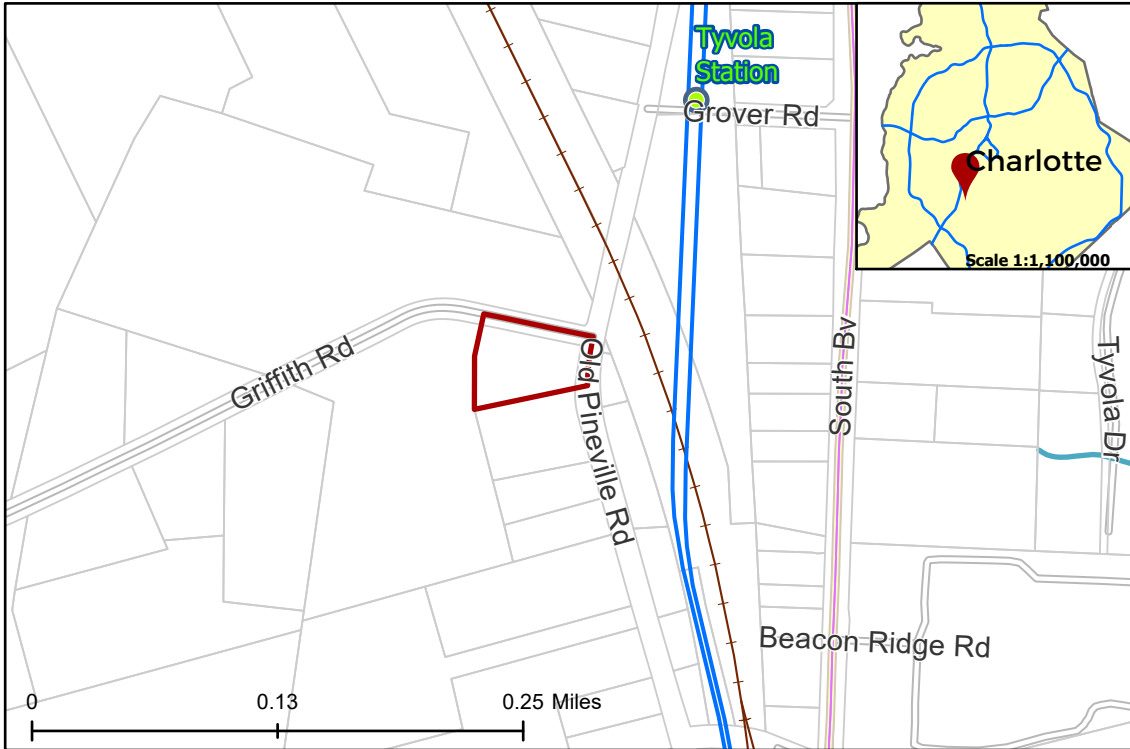 Tyvola
Station
Grover Rd
Charlotte
Scale 1:1,100,000
Griffith Rd
Old Pineville Rd
South Bv
Tyvola Dr
Beacon Ridge Rd
0
0.13
0.25 Miles